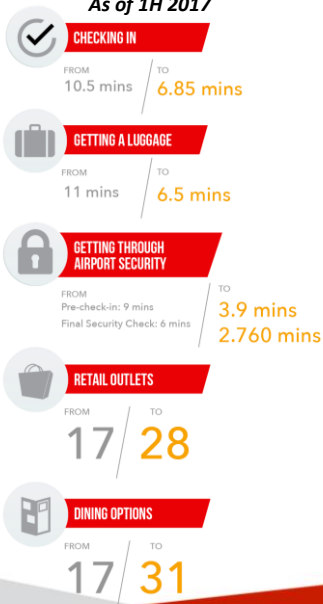 As of 1H 2017
CHECKING IN
FROM
10.5 mins
TO
6.85 mins
GETTING A LUGGAGE
FROM
11 mins
TO
6.5 mins
GETTING THROUGH
AIRPORT SECURITY
FROM
Pre-check-in: 9 mins
Final Security Check: 6 mins
TO
3.9 mins
2.760 mins
RETAIL OUTLETS
FROM
17
TO
28
DINING OPTIONS
FROM
17
TO
31